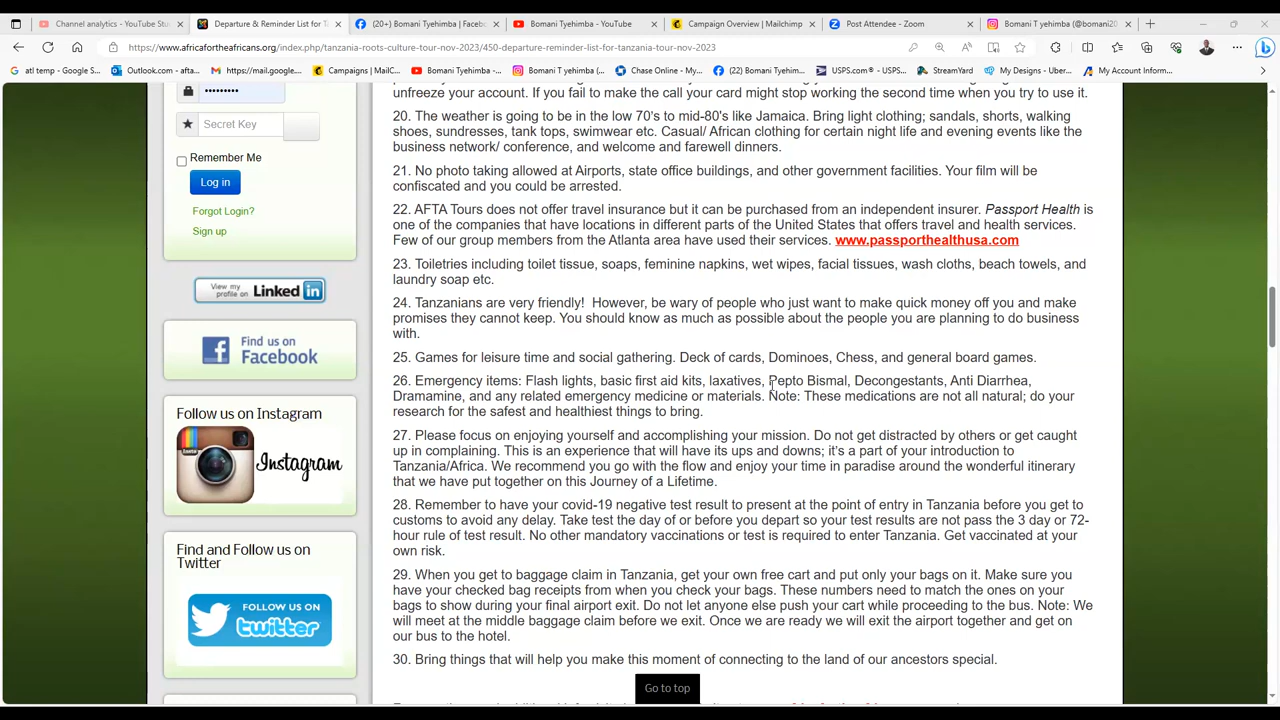 Channel analytics - YouTube Stu
Departure & Reminder List for T
(20+) Bomani Tyehimba | Faceb
Bomani Tyehimba - YouTube
Campaign Overview | Mailchimp
Post Attendee - Zoom
Bomani T yehimba (@bomani20
https://www.africafortheafricans.org/index.php/tanzania-roots-culture-tour-nov-2023/450-departure-reminder-list-for-tanzania-tour-nov-2023
atl temp - Google S...
Outlook.com - afta...
https://mail.google...
Campaigns | MailC...
Bomani Tyehimba -...
Bomani T yehimba (...
Chase Online - My...
(22) Bomani Tyehim...
USPS.com® - USPS...
StreamYard
My Designs - Uber...
My Account Inform...
Secret Key
Remember Me
Log in
Forgot Login?
Sign up
View my profile on LinkedIn
Find us on
Facebook
Follow us on Instagram
Instagram
Find and Follow us on
Twitter
FOLLOW US ON
twitter
unfreeze your account. If you fail to make the call your card might stop working the second time when you try to use it.
20. The weather is going to be in the low 70's to mid-80's like Jamaica. Bring light clothing; sandals, shorts, walking
shoes, sundresses, tank tops, swimwear etc. Casual/ African clothing for certain night life and evening events like the
business network/ conference, and welcome and farewell dinners.
21. No photo taking allowed at Airports, state office buildings, and other government facilities. Your film will be
confiscated and you could be arrested.
22. AFTA Tours does not offer travel insurance but it can be purchased from an independent insurer. Passport Health is
one of the companies that have locations in different parts of the United States that offers travel and health services.
Few of our group members from the Atlanta area have used their services. www.passporthealthusa.com
23. Toiletries including toilet tissue, soaps, feminine napkins, wet wipes, facial tissues, wash cloths, beach towels, and
laundry soap etc.
24. Tanzanians are very friendly! However, be wary of people who just want to make quick money off you and make
promises they cannot keep. You should know as much as possible about the people you are planning to do business
with.
25. Games for leisure time and social gathering. Deck of cards, Dominoes, Chess, and general board games.
26. Emergency items: Flash lights, basic first aid kits, laxatives, Pepto Bismal, Decongestants, Anti Diarrhea,
Dramamine, and any related emergency medicine or materials. Note: These medications are not all natural; do your
research for the safest and healthiest things to bring.
27. Please focus on enjoying yourself and accomplishing your mission. Do not get distracted by others or get caught
up in complaining. This is an experience that will have its ups and downs; it's a part of your introduction to
Tanzania/Africa. We recommend you go with the flow and enjoy your time in paradise around the wonderful itinerary
that we have put together on this Journey of a Lifetime.
28. Remember to have your covid-19 negative test result to present at the point of entry in Tanzania before you get to
customs to avoid any delay. Take test the day of or before you depart so your test results are not pass the 3 day or 72-
hour rule of test result. No other mandatory vaccinations or test is required to enter Tanzania. Get vaccinated at your
own risk.
29. When you get to baggage claim in Tanzania, get your own free cart and put only your bags on it. Make sure you
have your checked bag receipts from when you check your bags. These numbers need to match the ones on your
bags to show during your final airport exit. Do not let anyone else push your cart while proceeding to the bus. Note: We
will meet at the middle baggage claim before we exit. Once we are ready we will exit the airport together and get on
our bus to the hotel.
30. Bring things that will help you make this moment of connecting to the land of our ancestors special.
Go to top